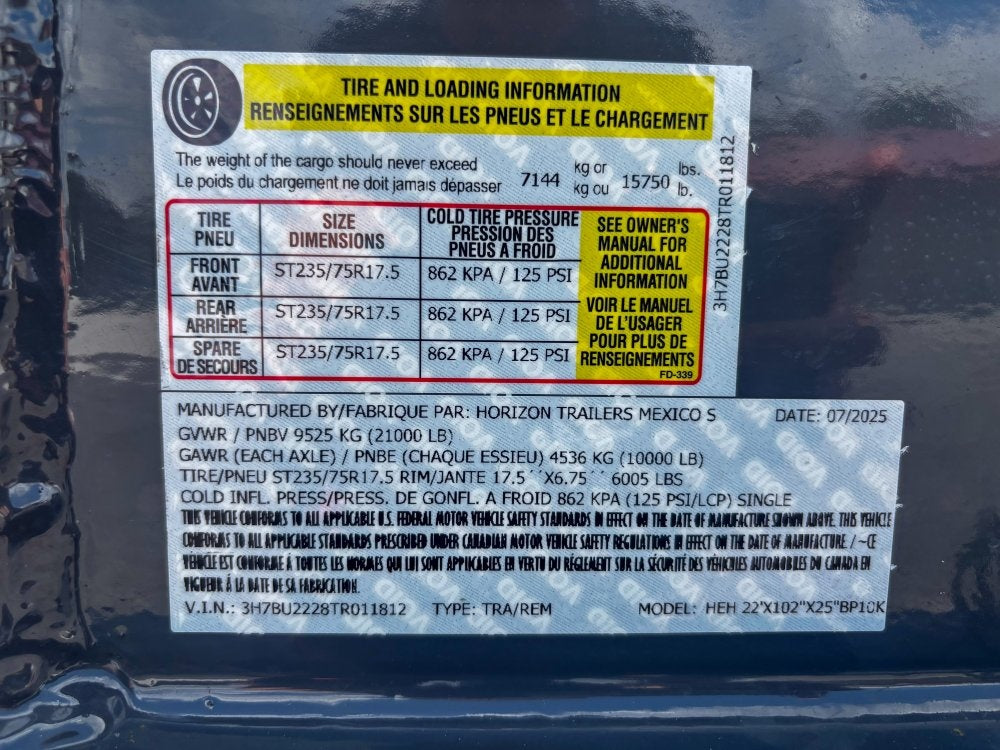 TIRE AND LOADING INFORMATION
RENSEIGNEMENTS SUR LES PNEUS ET LE CHARGEMENT
The weight of the cargo should never exceed 7144 kg or 15750 lbs.
Le poids du chargement ne doit jamais dépasser kg ou lb.
TIRE PNEU SIZE DIMENSIONS COLD TIRE PRESSURE PRESSION DES PNEUS A FROID
FRONT AVANT ST235/75R17.5 862 KPA / 125 PSI
REAR ARRIÈRE ST235/75R17.5 862 KPA / 125 PSI
SPARE DE SECOURS ST235/75R17.5 862 KPA / 125 PSI
SEE OWNER'S
MANUAL FOR
ADDITIONAL
INFORMATION
VOIR LE MANUEL
DE L'USAGER
POUR PLUS DE
RENSEIGNEMENTS
FD-339
3H7BU2228TR011812
MANUFACTURED BY/FABRIQUE PAR: HORIZON TRAILERS MEXICO S DATE: 07/2025
GVWR / PNBV 9525 KG (21000 LB)
GAWR (EACH AXLE) / PNBE (CHAQUE ESSIEU) 4536 KG (10000 LB)
TIRE/PNEU ST235/75R17.5 RIM/JANTE 17.5´´X6.75´´ 6005 LBS
COLD INFL. PRESS/PRESS. DE GONFL. A FROID 862 KPA (125 PSI/LCP) SINGLE
THIS VEHICLE CONFORMS TO ALL APPLICABLE U.S. FEDERAL MOTOR VEHICLE SAFETY STANDARDS IN EFFECT ON THE DATE OF MANUFACTURE SHOWN ABOVE. THIS VEHICLE
CONFORMS TO ALL APPLICABLE STANDARDS PRESCRIBED UNDER CANADIAN MOTOR VEHICLE SAFETY REGULATIONS IN EFFECT ON THE DATE OF MANUFACTURE. / ~CE
VEHICLE EST CONFORME À TOUTES LES NORMES QUI LUI SONT APPLICABLES EN VERTU DU RÈGLEMENT SUR LA SÉCURITÉ DES VÉHICULES AUTOMOBILES DU CANADA EN
VIGUEUR À LA DATE DE SA FABRICATION.
V.I.N.: 3H7BU2228TR011812 TYPE: TRA/REM MODEL: HEH 22'X102"X25"BP10K